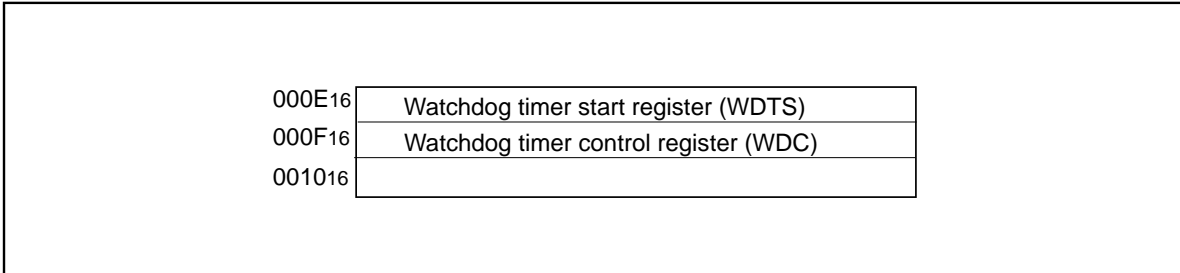 000E16 Watchdog timer start register (WDTS)
000F16 Watchdog timer control register (WDC)
001016